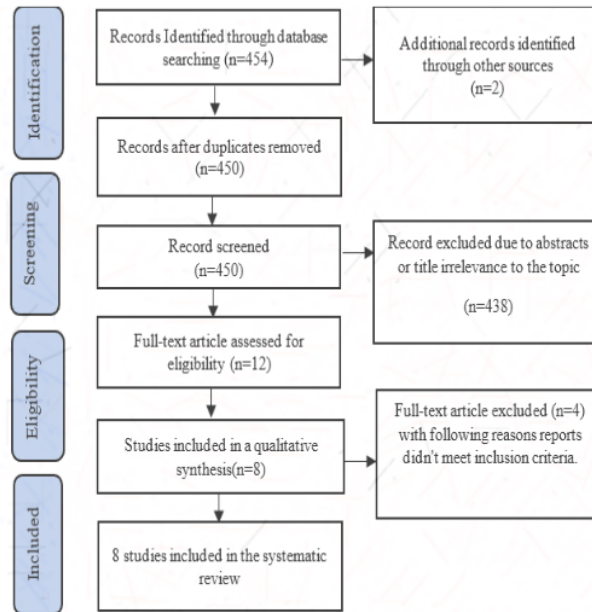 Identification
Records Identified through database
searching (n=454)
Additional records identified
through other sources
(n=2)
Records after duplicates removed
(n=450)
Screening
Record screened
(n=450)
Record excluded due to abstracts
or title irrelevance to the topic
(n=438)
Eligibility
Full-text article assessed for
eligibility (n=12)
Full-text article excluded (n=4)
with following reasons reports
didn't meet inclusion criteria.
Studies included in a qualitative
synthesis(n=8)
Included
8 studies included in the systematic
review